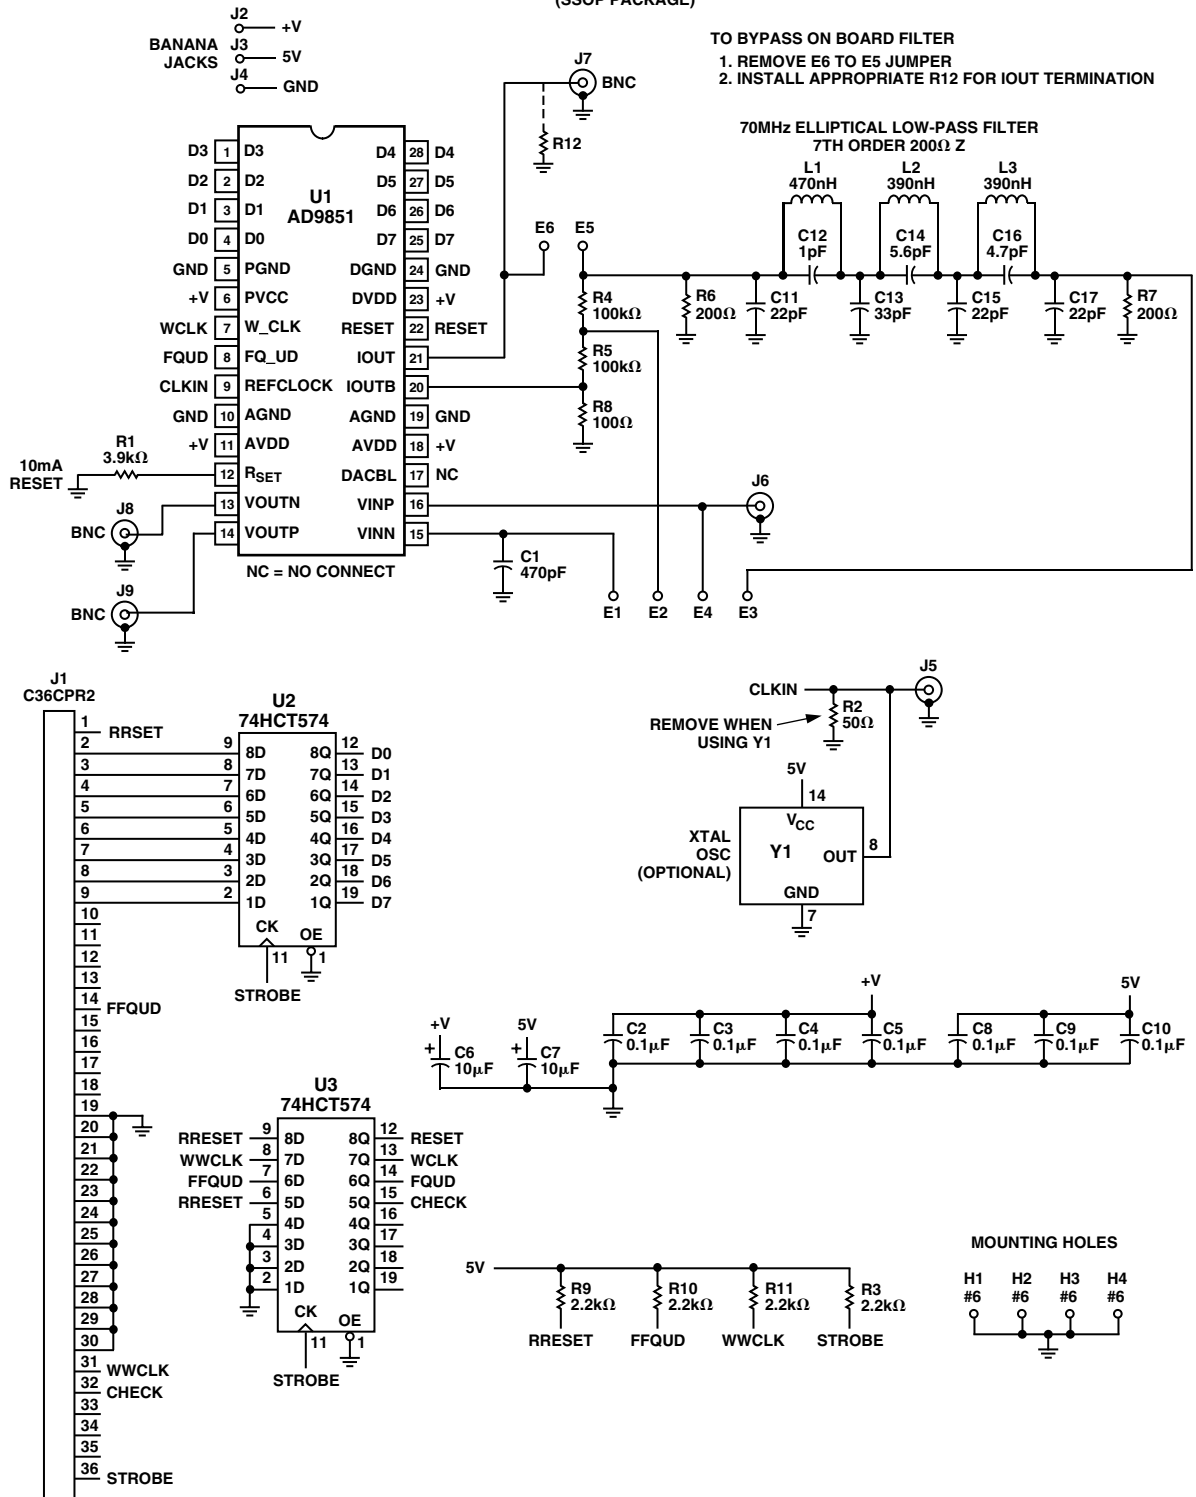 (SSOP PACKAGE)
J2
+V
BANANA
JACKS
J3
5V
J4
GND
TO BYPASS ON BOARD FILTER
1. REMOVE E6 TO E5 JUMPER
2. INSTALL APPROPRIATE R12 FOR IOUT TERMINATION
J7
BNC
R12
70MHz ELLIPTICAL LOW-PASS FILTER
7TH ORDER 200Ω Z
L1
470nH
L2
390nH
L3
390nH
C12
1pF
C14
5.6pF
C16
4.7pF
E6
E5
R4
100kΩ
R6
200Ω
C11
22pF
C13
33pF
C15
22pF
C17
22pF
R7
200Ω
R5
100kΩ
R8
100Ω
U1
AD9851
D3 1 D3
D2 2 D2
D1 3 D1
D0 4 D0
GND 5 PGND
+V 6 PVCC
WCLK 7 W_CLK
FQUD 8 FQ_UD
CLKIN 9 REFCLOCK
GND 10 AGND
+V 11 AVDD
12 RSET
13 VOUTN
14 VOUTP
D4 28 D4
D5 27 D5
D6 26 D6
D7 25 D7
DGND 24 GND
DVDD 23 +V
RESET 22 RESET
IOUT 21
IOUTB 20
AGND 19 GND
AVDD 18 +V
DACBL 17 NC
VINP 16
VINN 15
R1
3.9kΩ
10mA
RESET
J8
BNC
J9
BNC
NC = NO CONNECT
C1
470pF
J6
E1
E2
E4
E3
J1
C36CPR2
1
RRSET
2
3
4
5
6
7
8
9
10
11
12
13
14
FFQUD
15
16
17
18
19
20
21
22
23
24
25
26
27
28
29
30
31
WWCLK
32
CHECK
33
34
35
36
STROBE
U2
74HCT574
9 8D 8Q 12 D0
8 7D 7Q 13 D1
7 6D 6Q 14 D2
6 5D 5Q 15 D3
5 4D 4Q 16 D4
4 3D 3Q 17 D5
3 2D 2Q 18 D6
2 1D 1Q 19 D7
CK
OE
11
1
STROBE
J5
CLKIN
R2
50Ω
REMOVE WHEN
USING Y1
5V
14
VCC
XTAL
OSC
(OPTIONAL)
Y1
OUT
8
GND
7
+V
C6
10µF
5V
C7
10µF
+V
5V
C2
0.1µF
C3
0.1µF
C4
0.1µF
C5
0.1µF
C8
0.1µF
C9
0.1µF
C10
0.1µF
U3
74HCT574
RRESET 9 8D 8Q 12 RESET
WWCLK 8 7D 7Q 13 WCLK
FFQUD 7 6D 6Q 14 FQUD
RRESET 6 5D 5Q 15 CHECK
5 4D 4Q 16
4 3D 3Q 17
3 2D 2Q 18
2 1D 1Q 19
CK
OE
11
1
STROBE
5V
R9
2.2kΩ
R10
2.2kΩ
R11
2.2kΩ
R3
2.2kΩ
RRESET
FFQUD
WWCLK
STROBE
MOUNTING HOLES
H1
#6
H2
#6
H3
#6
H4
#6